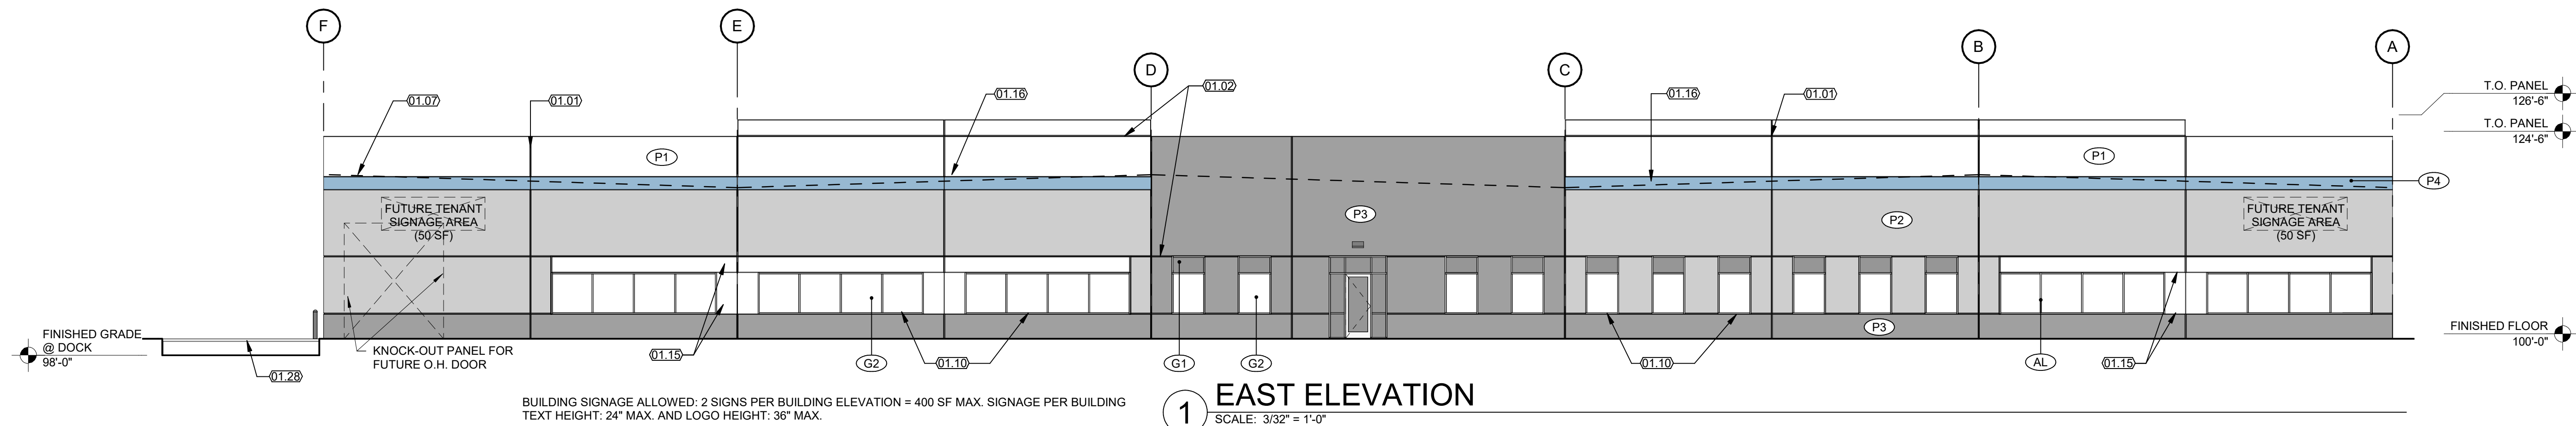 F
E
D
C
B
A
01.07
01.01
01.16
01.02
01.16
01.01
T.O. PANEL
126'-6"
T.O. PANEL
124'-6"
P1
P1
P4
FUTURE TENANT
SIGNAGE AREA
(50 SF)
P3
P2
FUTURE TENANT
SIGNAGE AREA
(50 SF)
P3
FINISHED GRADE
@ DOCK
98'-0"
FINISHED FLOOR
100'-0"
KNOCK-OUT PANEL FOR
FUTURE O.H. DOOR
01.28
01.15
G2
01.10
G1
G2
01.10
AL
01.15
BUILDING SIGNAGE ALLOWED: 2 SIGNS PER BUILDING ELEVATION = 400 SF MAX. SIGNAGE PER BUILDING
TEXT HEIGHT: 24" MAX. AND LOGO HEIGHT: 36" MAX.
1
EAST ELEVATION
SCALE: 3/32" = 1'-0"